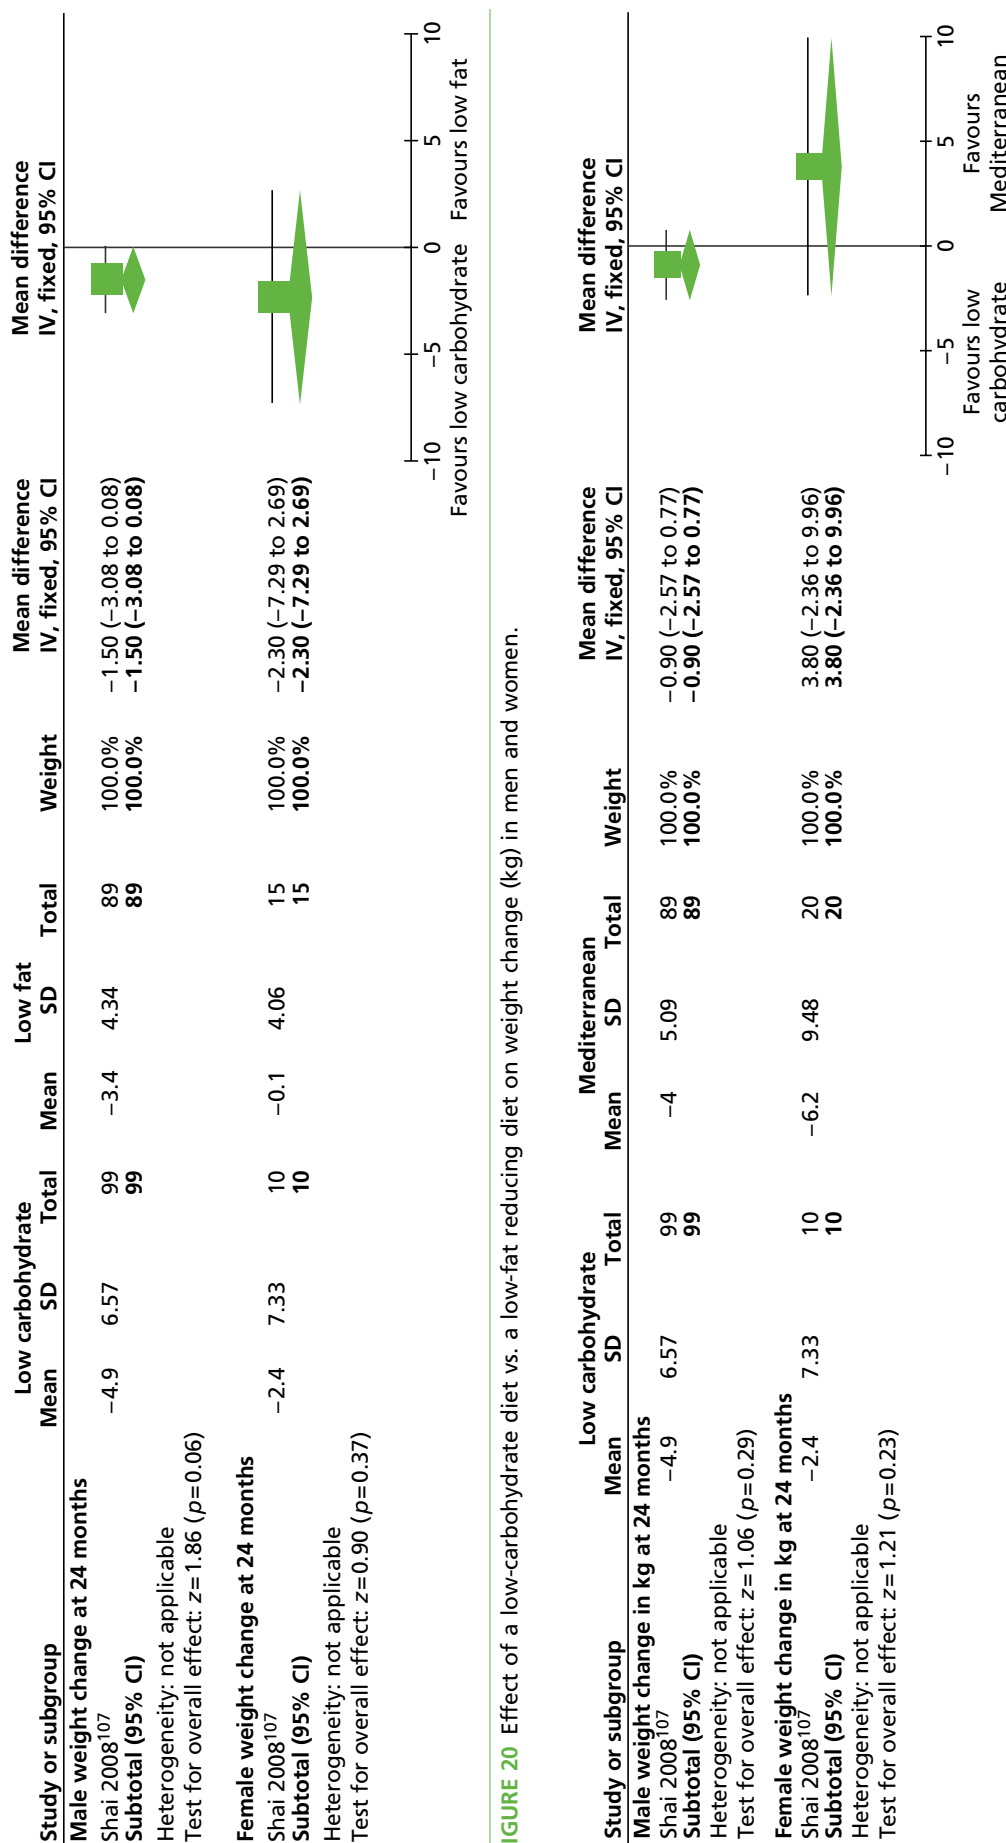 Low carbohydrate Low fat Mean difference Mean difference
Study or subgroup Mean SD Total Mean SD Total Weight IV, fixed, 95% CI IV, fixed, 95% CI
Male weight change at 24 months
Shai 2008107 −4.9 6.57 99 −3.4 4.34 89 100.0% −1.50 (−3.08 to 0.08)
Subtotal (95% CI) 99 89 100.0% −1.50 (−3.08 to 0.08)
Heterogeneity: not applicable
Test for overall effect: z=1.86 (p=0.06)
Female weight change at 24 months
Shai 2008107 −2.4 7.33 10 −0.1 4.06 15 100.0% −2.30 (−7.29 to 2.69)
Subtotal (95% CI) 10 15 100.0% −2.30 (−7.29 to 2.69)
Heterogeneity: not applicable
Test for overall effect: z=0.90 (p=0.37)
−10 −5 0 5 10
Favours low carbohydrate Favours low fat
IGURE 20 Effect of a low-carbohydrate diet vs. a low-fat reducing diet on weight change (kg) in men and women.
Low carbohydrate Mediterranean Mean difference Mean difference
Study or subgroup Mean SD Total Mean SD Total Weight IV, fixed, 95% CI IV, fixed, 95% CI
Male weight change in kg at 24 months
Shai 2008107 −4.9 6.57 99 −4 5.09 89 100.0% −0.90 (−2.57 to 0.77)
Subtotal (95% CI) 99 89 100.0% −0.90 (−2.57 to 0.77)
Heterogeneity: not applicable
Test for overall effect: z=1.06 (p=0.29)
Female weight change in kg at 24 months
Shai 2008107 −2.4 7.33 10 −6.2 9.48 20 100.0% 3.80 (−2.36 to 9.96)
Subtotal (95% CI) 10 20 100.0% 3.80 (−2.36 to 9.96)
Heterogeneity: not applicable
Test for overall effect: z=1.21 (p=0.23)
−10 −5 0 5 10
Favours low Favours
carbohydrate Mediterranean